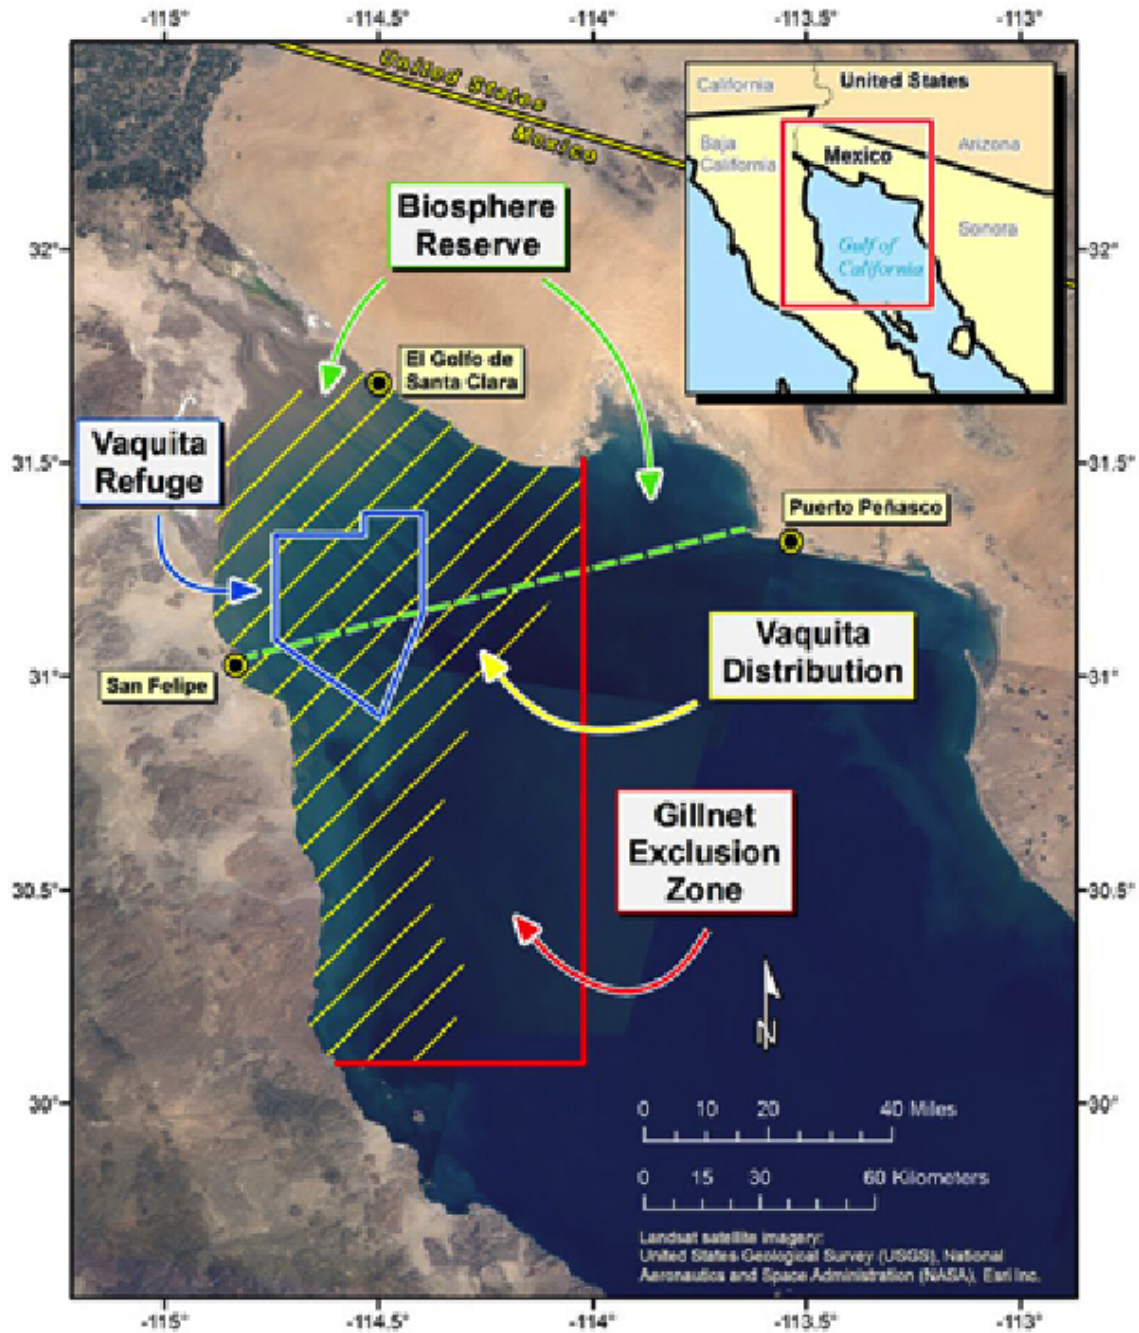 -115° -114.5° -114° -113.5° -113°
United States
Mexico
California
United States
Baja
California
Mexico
Arizona
Sonora
Gulf of
California
Biosphere
Reserve
32° 32°
El Golfo de
Santa Clara
Vaquita
Refuge
31.5° 31.5°
Puerto Peñasco
Vaquita
Distribution
San Felipe
31° 31°
Gillnet
Exclusion
Zone
30.5° 30.5°
N
30° 30°
0 10 20 40 Miles
0 15 30 60 Kilometers
Landsat satellite imagery:
United States Geological Survey (USGS), National
Aeronautics and Space Administration (NASA), Esri Inc.
-115° -114.5° -114° -113.5° -113°